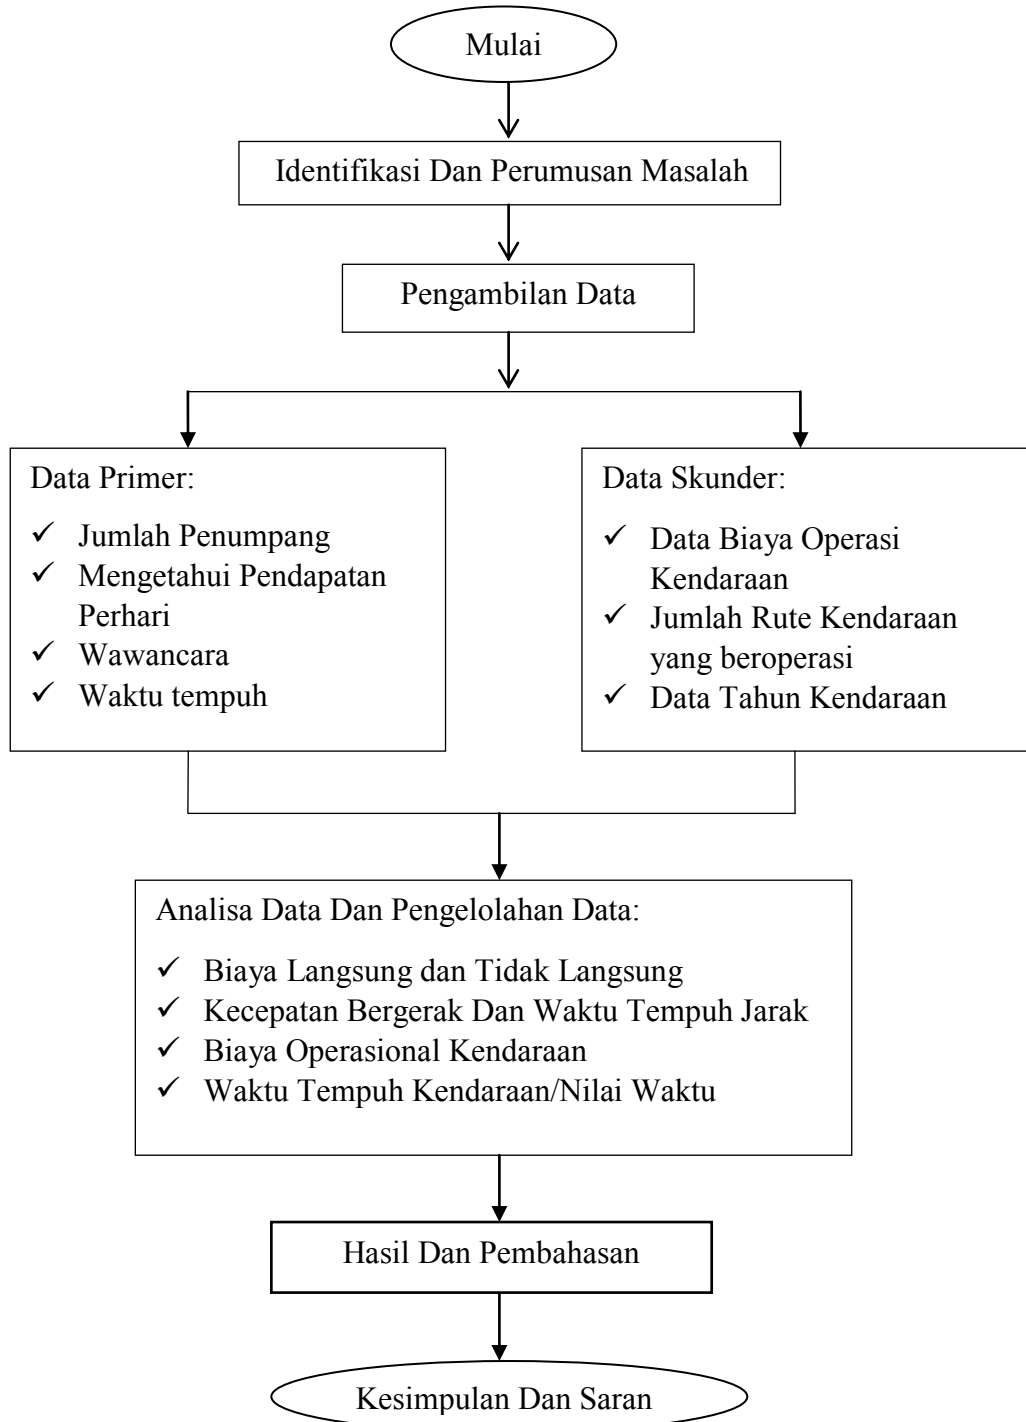 Mulai
Identifikasi Dan Perumusan Masalah
Pengambilan Data
Data Primer:
✓ Jumlah Penumpang
✓ Mengetahui Pendapatan
Perhari
✓ Wawancara
✓ Waktu tempuh
Data Skunder:
✓ Data Biaya Operasi
Kendaraan
✓ Jumlah Rute Kendaraan
yang beroperasi
✓ Data Tahun Kendaraan
Analisa Data Dan Pengelolahan Data:
✓ Biaya Langsung dan Tidak Langsung
✓ Kecepatan Bergerak Dan Waktu Tempuh Jarak
✓ Biaya Operasional Kendaraan
✓ Waktu Tempuh Kendaraan/Nilai Waktu
Hasil Dan Pembahasan
Kesimpulan Dan Saran